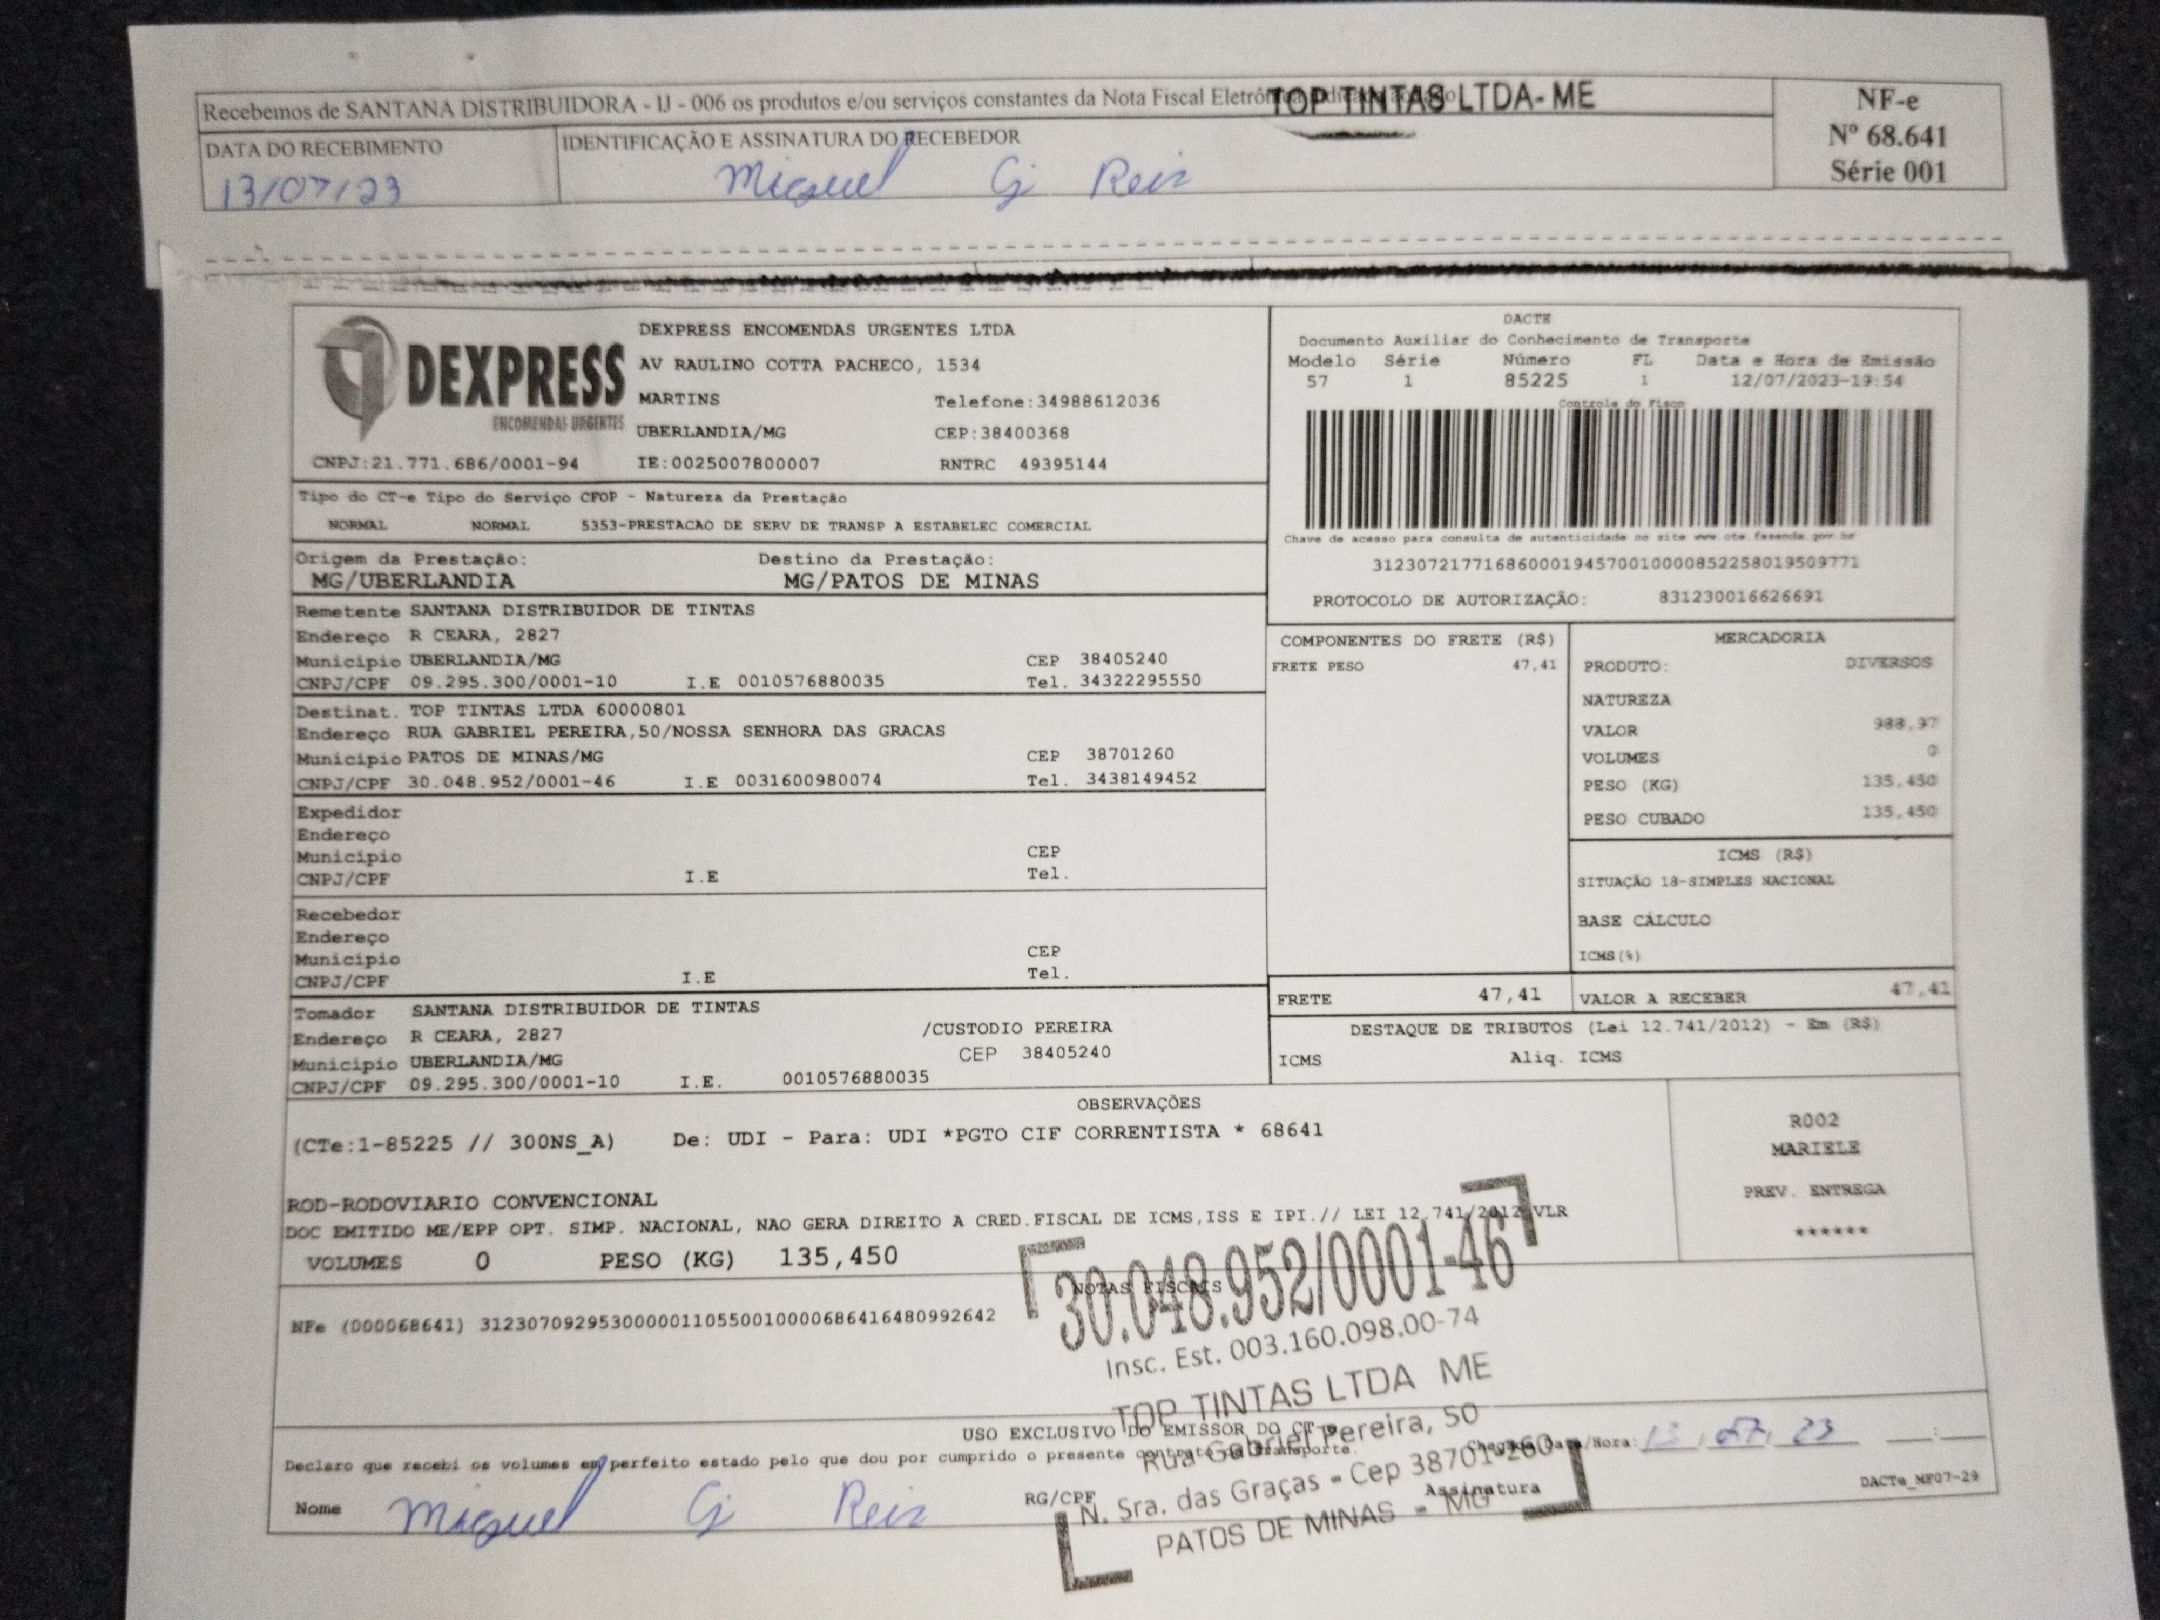 Recebemos de SANTANA DISTRIBUIDORA - IJ - 006 os produtos e/ou serviços constantes da Nota Fiscal
TOP TINTAS LTDA-ME
NF-e
Nº 68.641
Série 001
DATA DO RECEBIMENTO
IDENTIFICAÇÃO E ASSINATURA DO RECEBEDOR
13/07/23
Miguel G Reis
DEXPRESS
ENCOMENDAS URGENTES
DEXPRESS ENCOMENDAS URGENTES LTDA
AV RAULINO COTTA PACHECO, 1534
MARTINS Telefone:34988612036
UBERLANDIA/MG CEP:38400368
CNPJ:21.771.686/0001-94 IE:0025007800007 RNTRC 49395144
DACTE
Documento Auxiliar do Conhecimento de Transporte
Modelo Série Número FL Data e Hora de Emissão
57 1 85225 1 12/07/2023-19:54
Controle do Fisco
Chave de acesso para consulta de autenticidade no site www.cte.fazenda.gov.br
31230721771686000194570010000852258019509771
PROTOCOLO DE AUTORIZAÇÃO: 831230016626691
Tipo do CT-e Tipo do Serviço CFOP - Natureza da Prestação
NORMAL NORMAL 5353-PRESTACAO DE SERV DE TRANSP A ESTABELEC COMERCIAL
Origem da Prestação: Destino da Prestação:
MG/UBERLANDIA MG/PATOS DE MINAS
Remetente SANTANA DISTRIBUIDOR DE TINTAS
Endereço R CEARA, 2827
Municipio UBERLANDIA/MG CEP 38405240
CNPJ/CPF 09.295.300/0001-10 I.E 0010576880035 Tel. 34322295550
Destinat. TOP TINTAS LTDA 60000801
Endereço RUA GABRIEL PEREIRA,50/NOSSA SENHORA DAS GRACAS
Municipio PATOS DE MINAS/MG CEP 38701260
CNPJ/CPF 30.048.952/0001-46 I.E 0031600980074 Tel. 3438149452
Expedidor
Endereço
Municipio CEP
CNPJ/CPF I.E Tel.
Recebedor
Endereço
Municipio CEP
CNPJ/CPF I.E Tel.
Tomador SANTANA DISTRIBUIDOR DE TINTAS
Endereço R CEARA, 2827 /CUSTODIO PEREIRA
Municipio UBERLANDIA/MG CEP 38405240
CNPJ/CPF 09.295.300/0001-10 I.E. 0010576880035
COMPONENTES DO FRETE (R$)
FRETE PESO 47,41
MERCADORIA
PRODUTO: DIVERSOS
NATUREZA
VALOR 988,97
VOLUMES 0
PESO (KG) 135,450
PESO CUBADO 135,450
ICMS (R$)
SITUAÇÃO 18-SIMPLES NACIONAL
BASE CÁLCULO
ICMS(%)
FRETE 47,41 VALOR A RECEBER 47,41
DESTAQUE DE TRIBUTOS (Lei 12.741/2012) - Em (R$)
ICMS Aliq. ICMS
OBSERVAÇÕES
(CTe:1-85225 // 300NS_A) De: UDI - Para: UDI *PGTO CIF CORRENTISTA * 68641
ROD-RODOVIARIO CONVENCIONAL
DOC EMITIDO ME/EPP OPT. SIMP. NACIONAL, NAO GERA DIREITO A CRED.FISCAL DE ICMS,ISS E IPI.// LEI 12.741/2012 VLR
VOLUMES 0 PESO (KG) 135,450
R002
MARIELE
PREV. ENTREGA
******
NOTAS FISCAIS
NFe (000068641) 31230709295300000110550010000686416480992642
30.048.952/0001-46
Insc. Est. 003.160.098.00-74
TOP TINTAS LTDA ME
Rua Gabriel Pereira, 50
N. Sra. das Graças - Cep 38701-260
PATOS DE MINAS - MG
USO EXCLUSIVO DO EMISSOR DO CT-e
Declaro que recebi os volumes em perfeito estado pelo que dou por cumprido o presente contrato de Transporte. Chegada Data/Hora: 13, 07, 23 __:__
Nome Miguel G Reis RG/CPF Assinatura
DACTe_MF07-29